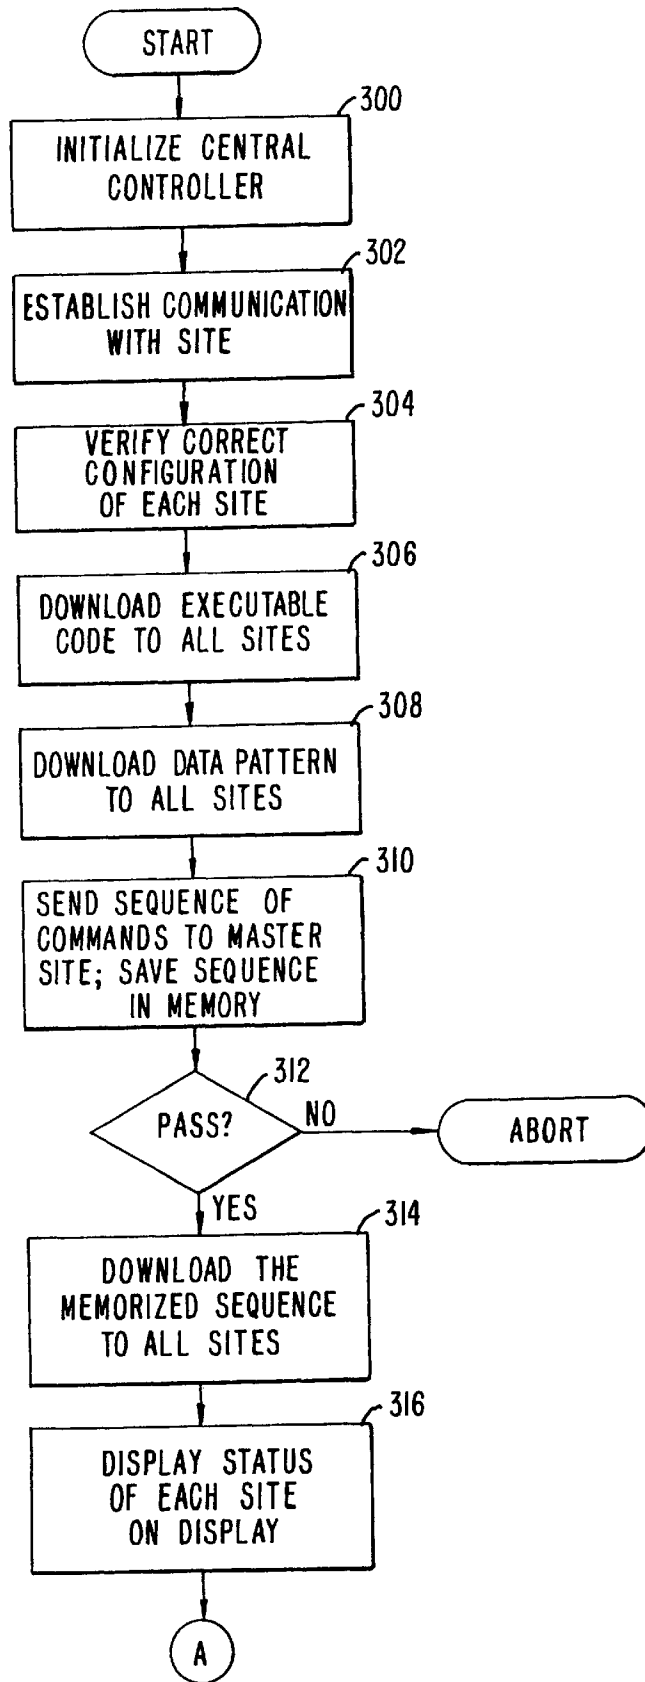 START
300
INITIALIZE CENTRAL
CONTROLLER
302
ESTABLISH COMMUNICATION
WITH SITE
304
VERIFY CORRECT
CONFIGURATION
OF EACH SITE
306
DOWNLOAD EXECUTABLE
CODE TO ALL SITES
308
DOWNLOAD DATA PATTERN
TO ALL SITES
310
SEND SEQUENCE OF
COMMANDS TO MASTER
SITE; SAVE SEQUENCE
IN MEMORY
312
PASS?
NO
ABORT
YES
314
DOWNLOAD THE
MEMORIZED SEQUENCE
TO ALL SITES
316
DISPLAY STATUS
OF EACH SITE
ON DISPLAY
A